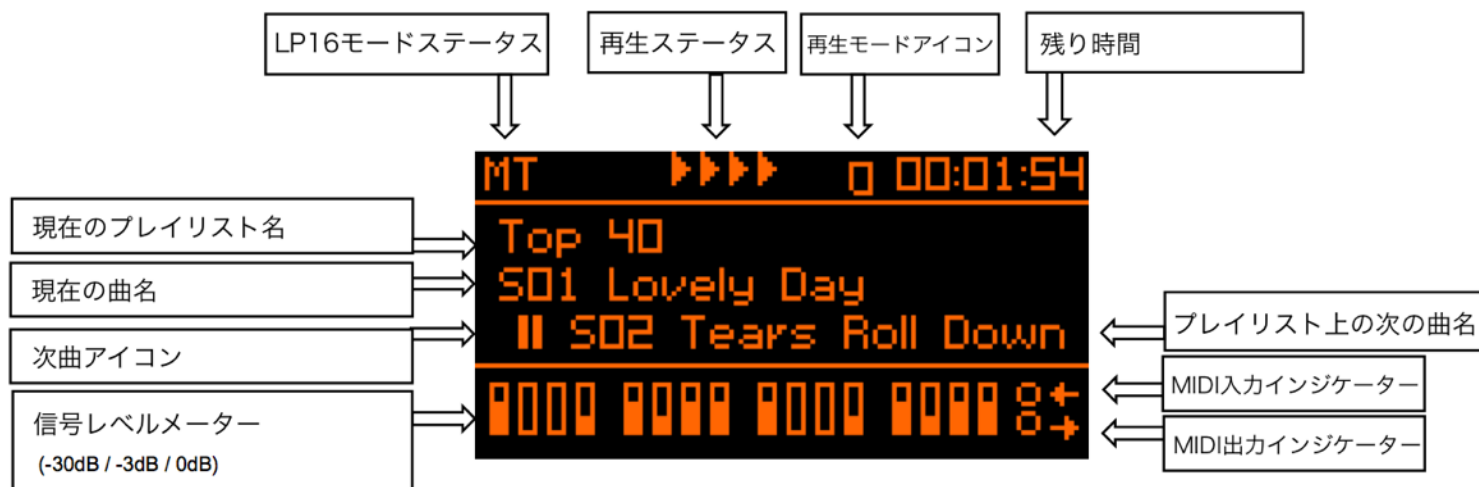 LP16モードステータス
再生ステータス
再生モードアイコン
残り時間
MT 00:01:54
現在のプレイリスト名
Top 40
現在の曲名
S01 Lovely Day
次曲アイコン
S02 Tears Roll Down
プレイリスト上の次の曲名
信号レベルメーター
(-30dB / -3dB / 0dB)
MIDI入力インジケーター
MIDI出力インジケーター